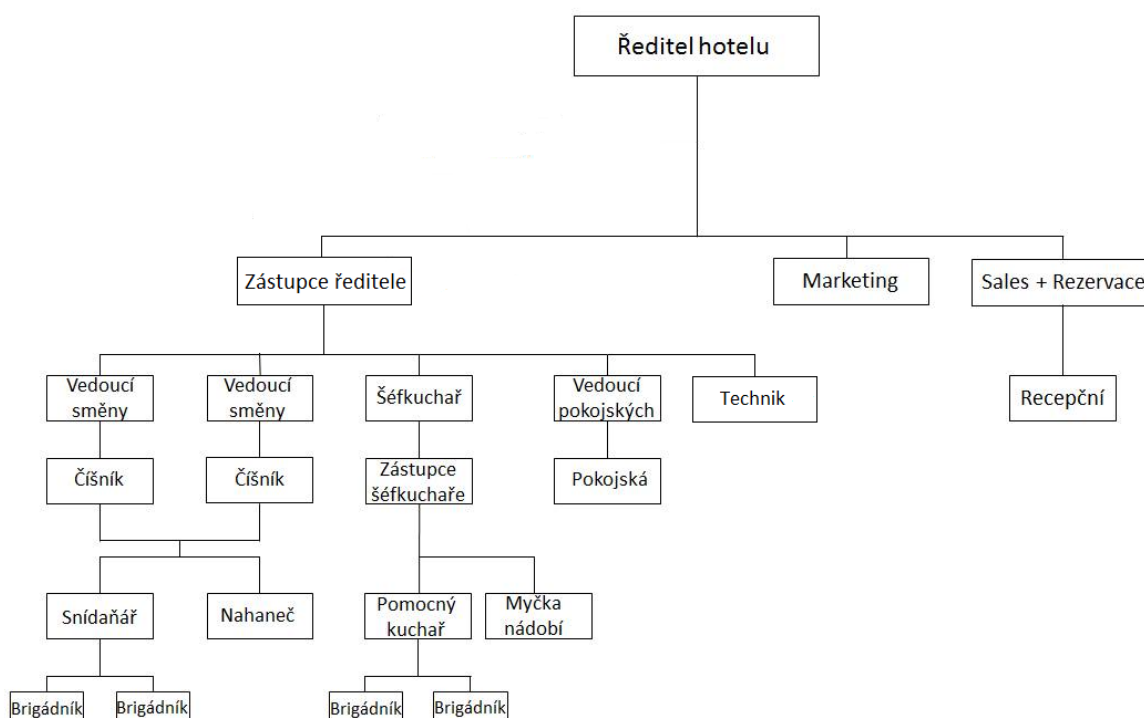 Ředitel hotelu
Zástupce ředitele
Marketing
Sales + Rezervace
Vedoucí
směny
Vedoucí
směny
Šéfkuchař
Vedoucí
pokojských
Technik
Recepční
Číšník
Číšník
Zástupce
šéfkuchaře
Pokojská
Snídaňář
Nahaneč
Pomocný
kuchař
Myčka
nádobí
Brigádník
Brigádník
Brigádník
Brigádník